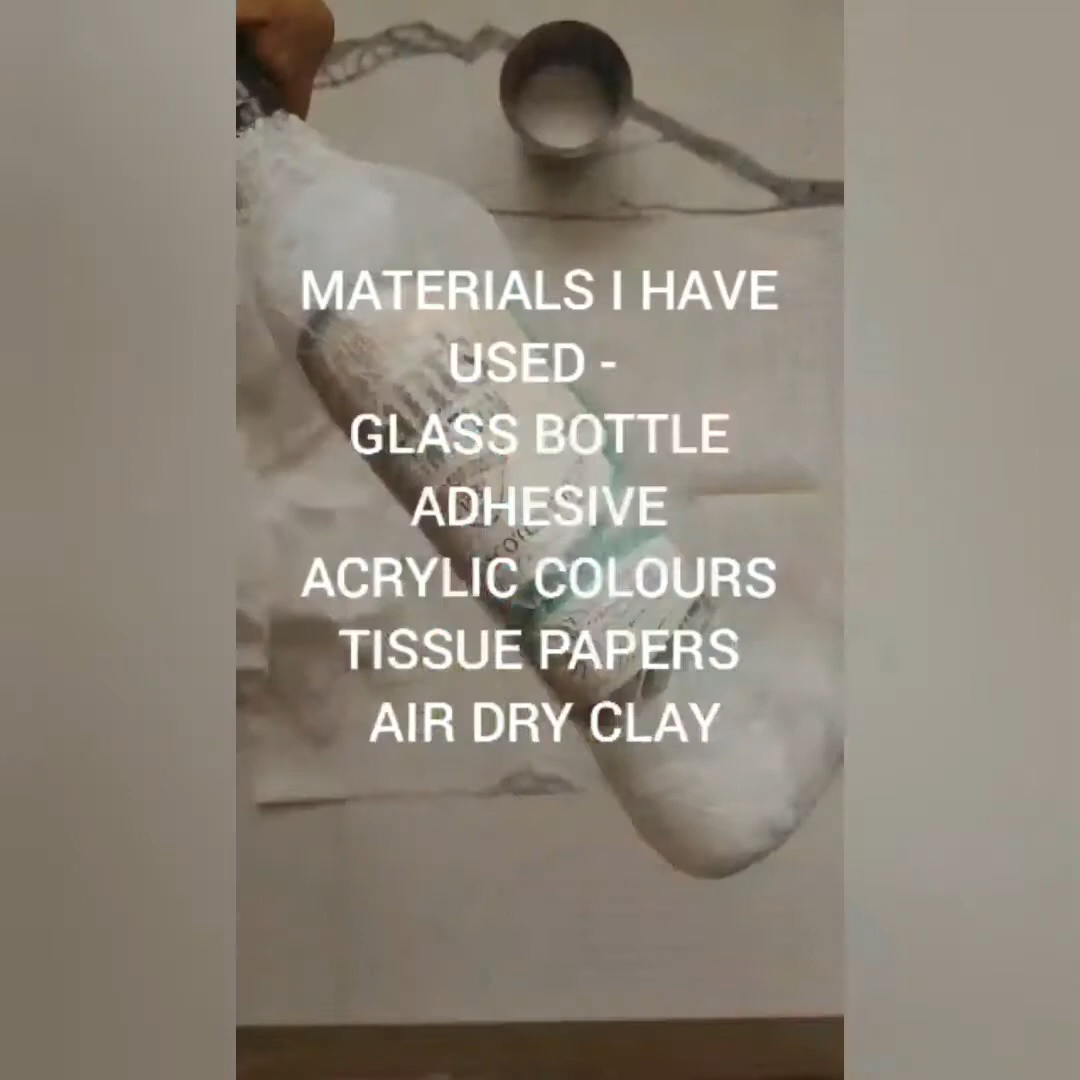 MATERIALS I HAVE
USED -
GLASS BOTTLE
ADHESIVE
ACRYLIC COLOURS
TISSUE PAPERS
AIR DRY CLAY